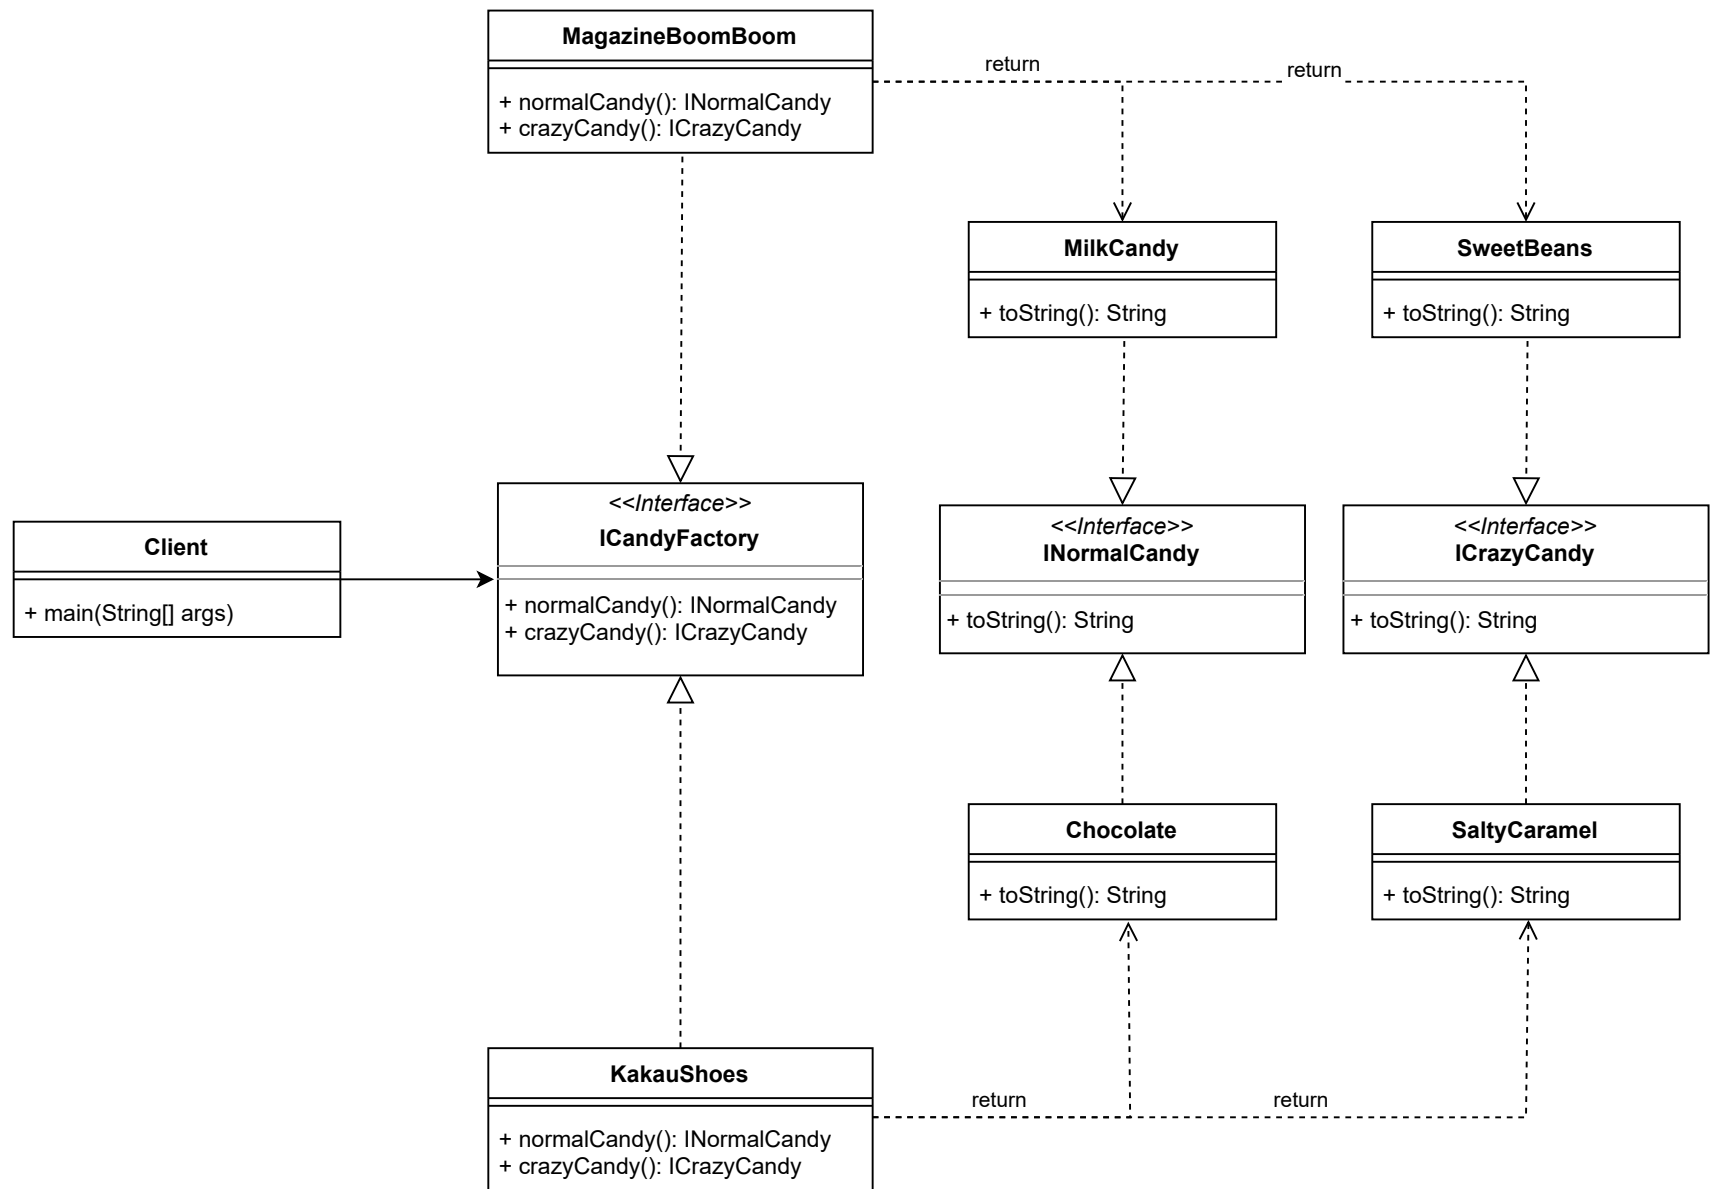 MagazineBoomBoom
+ normalCandy(): INormalCandy
+ crazyCandy(): ICrazyCandy
return
return
MilkCandy
+ toString(): String
SweetBeans
+ toString(): String
Client
+ main(String[] args)
<<Interface>>
ICandyFactory
+ normalCandy(): INormalCandy
+ crazyCandy(): ICrazyCandy
<<Interface>>
INormalCandy
+ toString(): String
<<Interface>>
ICrazyCandy
+ toString(): String
Chocolate
+ toString(): String
SaltyCaramel
+ toString(): String
KakauShoes
+ normalCandy(): INormalCandy
+ crazyCandy(): ICrazyCandy
return
return